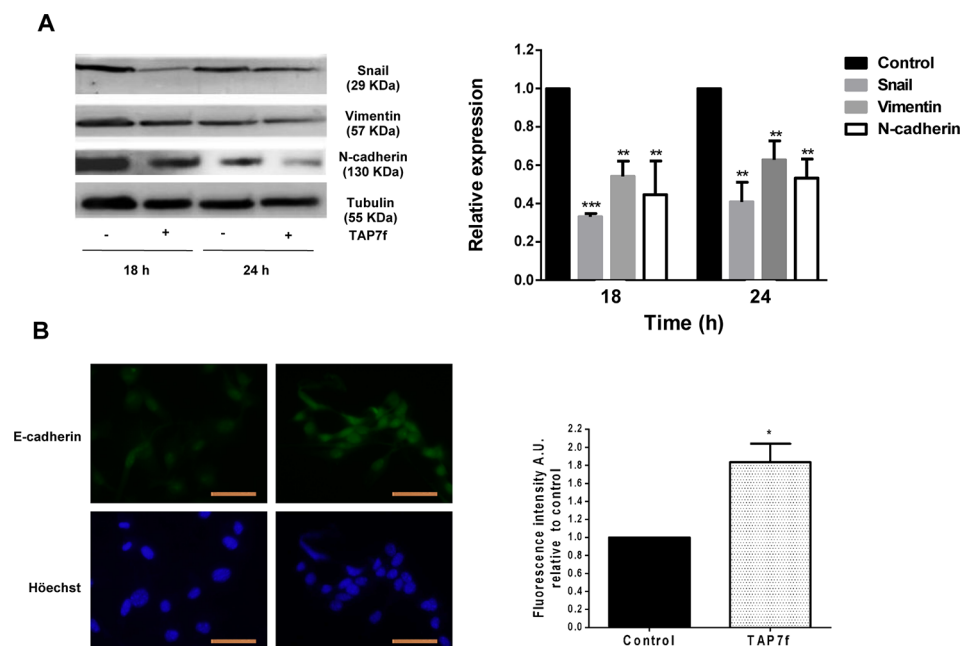 A
Snail
(29 KDa)
Vimentin
(57 KDa)
N-cadherin
(130 KDa)
Tubulin
(55 KDa)
- + - + TAP7f
18 h 24 h
Relative expression
1.2
1.0
0.8
0.6
0.4
0.2
0.0
*** ** ** ** ** **
18 24
Time (h)
Control
Snail
Vimentin
N-cadherin
B
E-cadherin
Höechst
Fluorescence intensity A.U.
relative to control
2.2
2.0
1.8
1.6
1.4
1.2
1.0
0.8
0.6
0.4
0.2
0.0
*
Control TAP7f